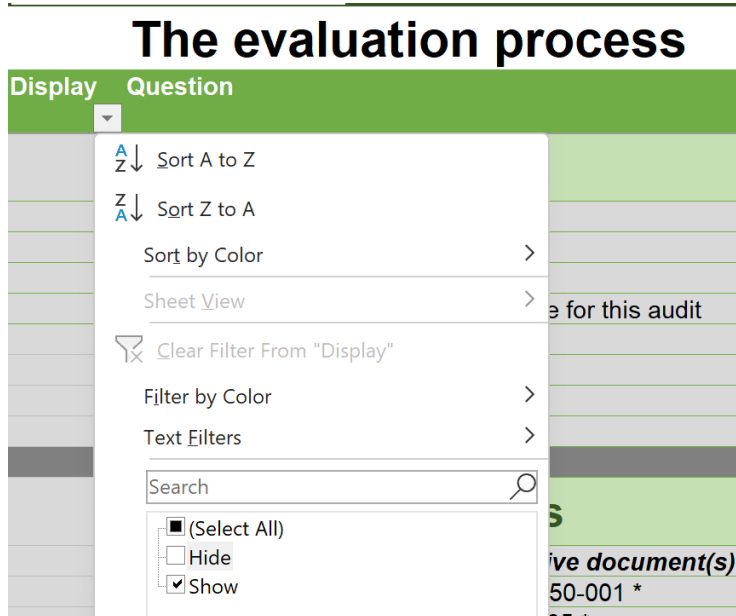 The evaluation process
Display Question
Sort A to Z
Sort Z to A
Sort by Color
Sheet View
e for this audit
Clear Filter From "Display"
Filter by Color
Text Filters
Search
s
(Select All)
Hide
ive document(s)
Show
50-001 *